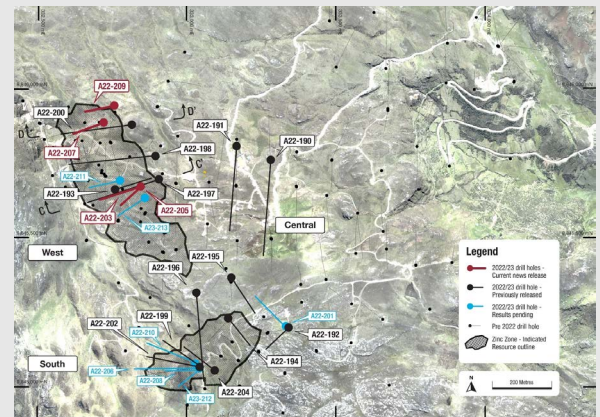 A22-209
A22-200
D'
A22-191
A22-190
D
A22-207
A22-198
C'
A22-211
A22-193
A22-197
C
A22-203
A22-205
A23-213
Central
West
A22-195
A22-196
A22-199
A22-201
A22-202
A22-210
A22-192
A22-194
South
A22-206
A22-208
A22-204
A23-212
Legend
2022/23 drill holes -
Current news release
2022/23 drill hole -
Previously released
2022/23 drill hole -
Results pending
Pre 2022 drill hole
Zinc Zone - Indicated
Resource outline
N
200 Metres